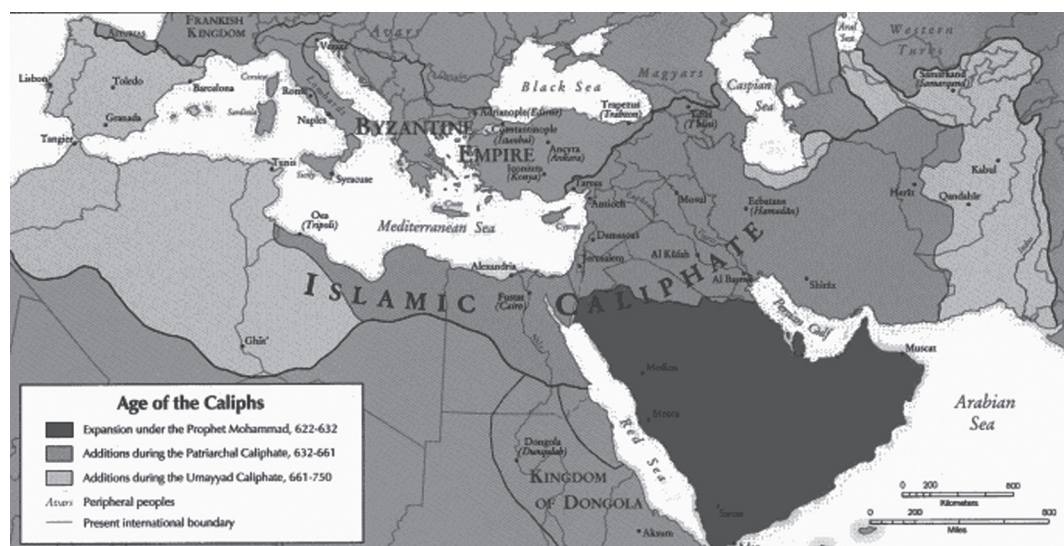 FRANKISH
KINGDOM
ASTURIAS
Avars
Aral
Sea
Western
Turks
Lisbon
Toledo
Barcelona
Corsica
Rome
Lombards
Venice
Black Sea
Magyars
Caspian
Sea
Samarkand
(Samarqand)
Sardinia
Naples
Adrianople (Edirne)
Trapezus
(Trabzon)
Granada
BYZANTINE
EMPIRE
Constantinople
(Istanbul)
Ancyra
(Ankara)
Tangier
Tunis
Sicily
Syracuse
Iconium
(Konya)
Tarsus
Antioch
Mosul
Ecbatana
(Hamadān)
Herāt
Kabul
Qandahār
Indus
Crete
Cyprus
Oea
(Tripoli)
Mediterranean Sea
Damascus
Jerusalem
Al Kūfah
Al Başrah
Alexandria
Fustat
(Cairo)
Nile
ISLAMIC CALIPHATE
Shīrāz
Persian Gulf
Ghāt
Muscat
Arabian
Sea
Red Sea
Dongola
(Dunqulah)
KINGDOM
OF DONGOLA
Aksum
Age of the Caliphs
Expansion under the Prophet Mohammad, 622-632
Additions during the Patriarchal Caliphate, 632-661
Additions during the Umayyad Caliphate, 661-750
Avars Peripheral peoples
Present international boundary
0 200 600
Kilometers
0 200 800
Miles